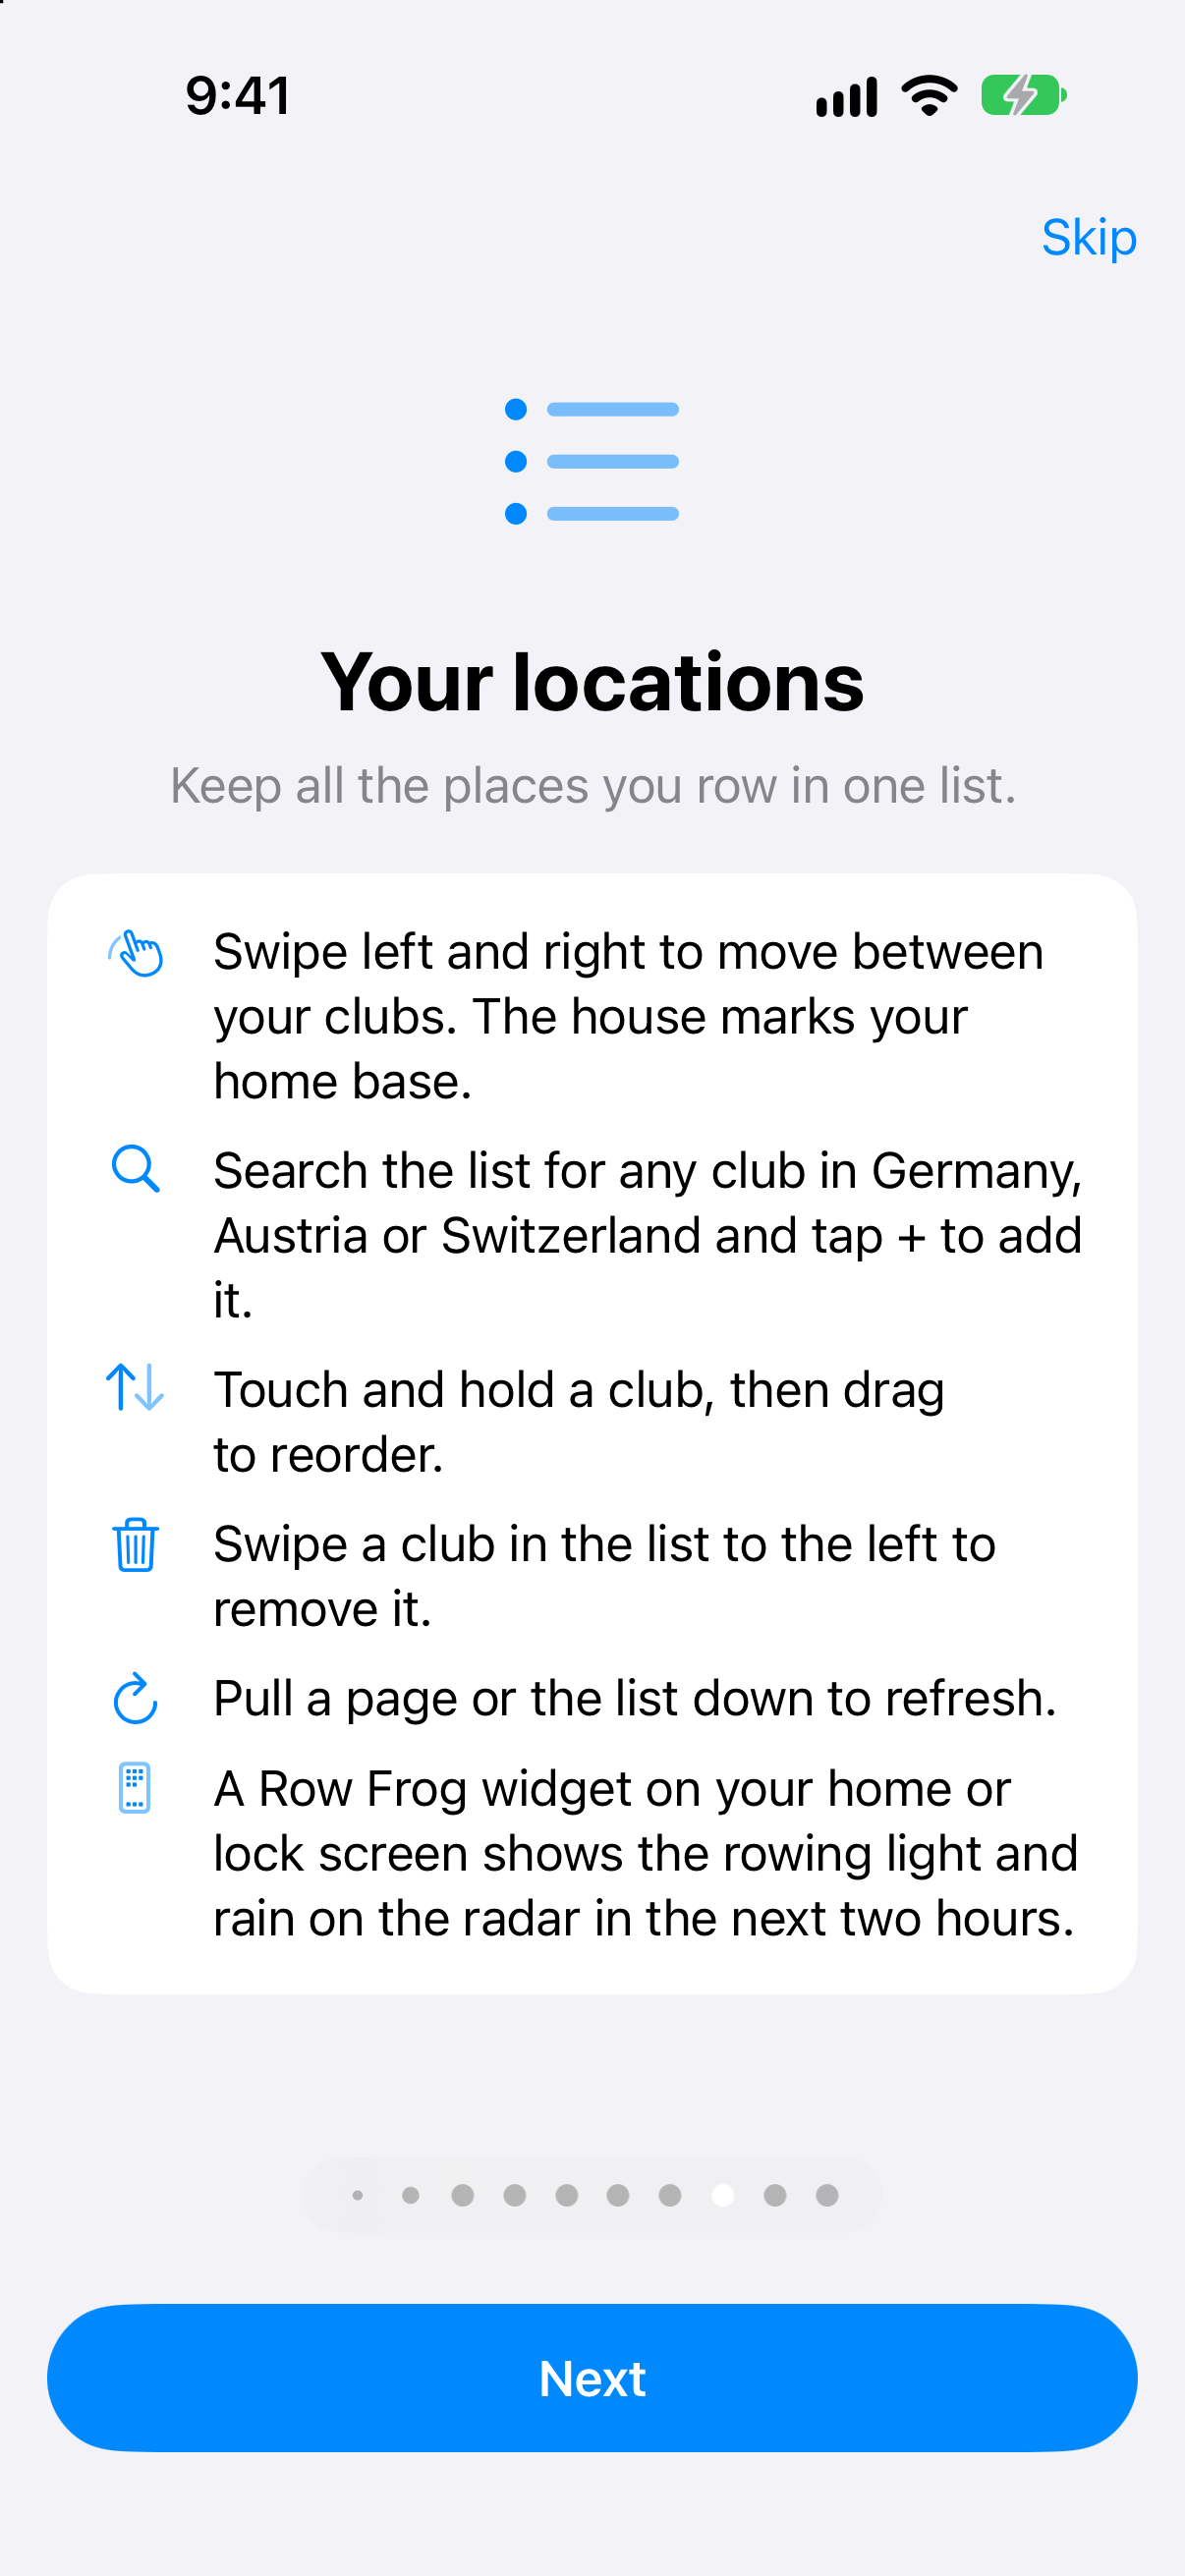 9:41
Skip
Your locations
Keep all the places you row in one list.
Swipe left and right to move between
your clubs. The house marks your
home base.
Search the list for any club in Germany,
Austria or Switzerland and tap + to add
it.
Touch and hold a club, then drag
to reorder.
Swipe a club in the list to the left to
remove it.
Pull a page or the list down to refresh.
A Row Frog widget on your home or
lock screen shows the rowing light and
rain on the radar in the next two hours.
Next